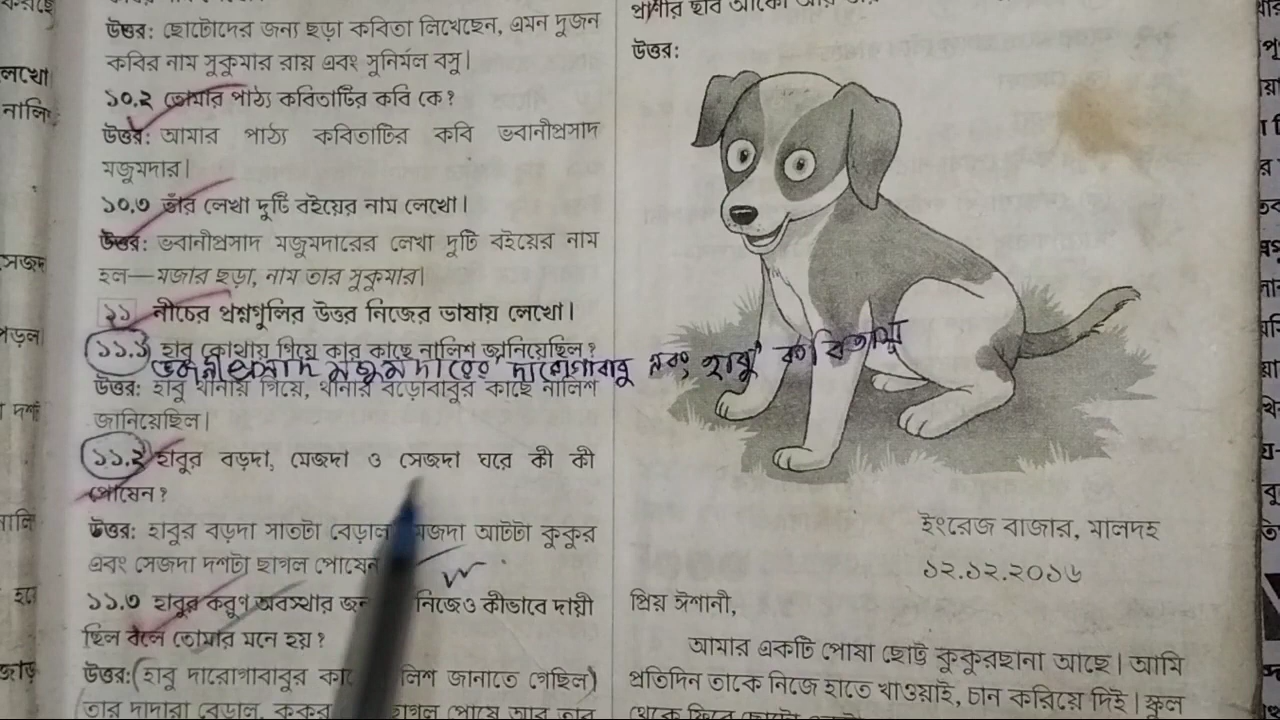 উত্তর: ছোটোদের জন্য ছড়া কবিতা লিখেছেন, এমন দুজন
কবির নাম সুকুমার রায় এবং সুনির্মল বসু।
১০.২ তোমার পাঠ্য কবিতাটির কবি কে?
উত্তর: আমার পাঠ্য কবিতাটির কবি ভবানীপ্রসাদ
মজুমদার।
১০.৩ তাঁর লেখা দুটি বইয়ের নাম লেখো।
উত্তর: ভবানীপ্রসাদ মজুমদারের লেখা দুটি বইয়ের নাম
হল—মজার ছড়া, নাম তার সুকুমার।
১১ নীচের প্রশ্নগুলির উত্তর নিজের ভাষায় লেখো।
১১.১ হাবু কোথায় গিয়ে কার কাছে নালিশ জানিয়েছিল?
মজুমদারের দারোগাবাবু এবং হাবু কবিতায়
উত্তর: হাবু থানায় গিয়ে, থানার বড়োবাবুর কাছে নালিশ
জানিয়েছিল।
১১.২ হাবুর বড়দা, মেজদা ও সেজদা ঘরে কী কী
পোষেন?
উত্তর: হাবুর বড়দা সাতটা বেড়াল মেজদা আটটা কুকুর
এবং সেজদা দশটা ছাগল পোষেন
১১.৩ হাবুর করুণ অবস্থার জন্য নিজেও কীভাবে দায়ী
ছিল বলে তোমার মনে হয়?
উত্তর: (হাবু দারোগাবাবুর কাছে নালিশ জানাতে গেছিল)
তার দাদারা বেড়াল, কুকুর ছাগল পোষে আর তার
উত্তর:
ইংরেজ বাজার, মালদহ
১২.১২.২০১৬
প্রিয় ঈশানী,
আমার একটি পোষা ছোট্ট কুকুরছানা আছে। আমি
প্রতিদিন তাকে নিজে হাতে খাওয়াই, চান করিয়ে দিই। স্কুল
থেকে ফিরে